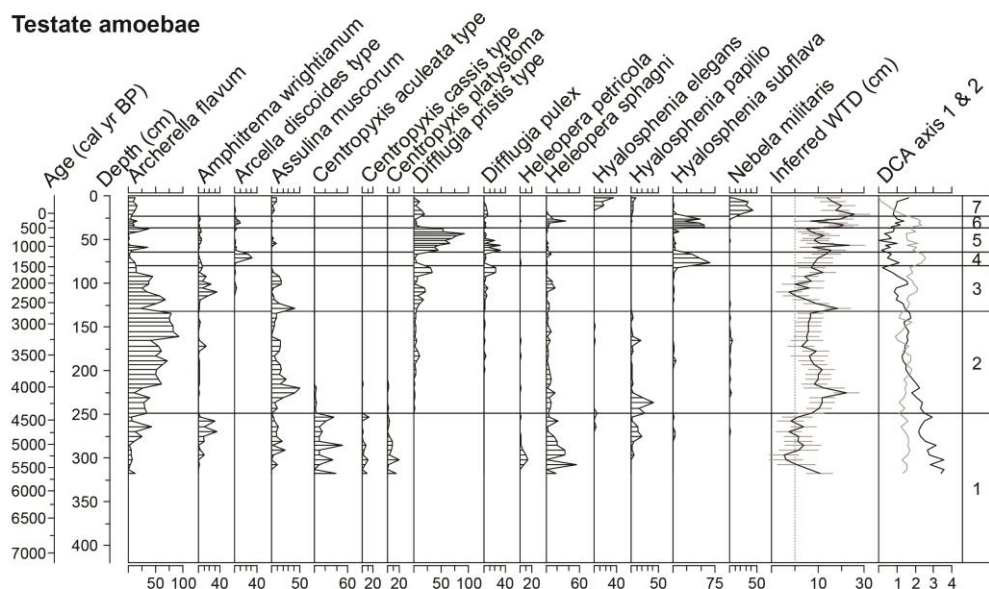 Testate amoebae
Age (cal yr BP)
Depth (cm)
Archerella flavum
Amphitrema wrightianum
Arcella discoides type
Assulina muscorum
Centropyxis aculeata type
Centropyxis cassis type
Centropyxis platystoma
Difflugia pristis type
Difflugia pulex
Heleopera petricola
Heleopera sphagni
Hyalosphenia elegans
Hyalosphenia papilio
Hyalosphenia subflava
Nebela militaris
Inferred WTD (cm)
DCA axis 1 & 2
0
500
1000
1500
2000
2500
3000
3500
4000
4500
5000
5500
6000
6500
7000
0
50
100
150
200
250
300
350
400
7
6
5
4
3
2
1
50 100 40 40 50 60 20 20 50 100 40 20 60 40 50 75 50 10 30 1 2 3 4